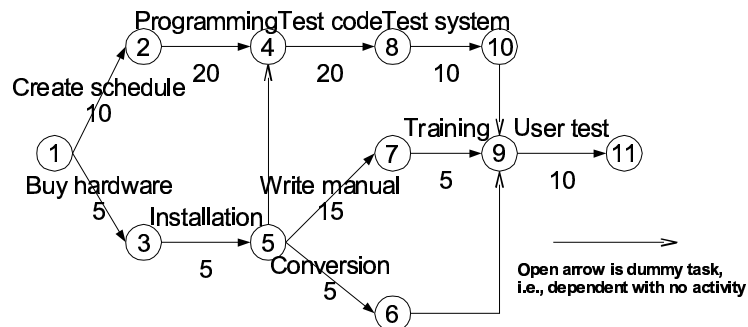 Programming Test code Test system
2 4 8 10
20 20 10
Create schedule
10
Training User test
1 7 9 11
Buy hardware Write manual 5 10
5 Installation 15
3 5
Conversion
5 5
6
Open arrow is dummy task,
i.e., dependent with no activity